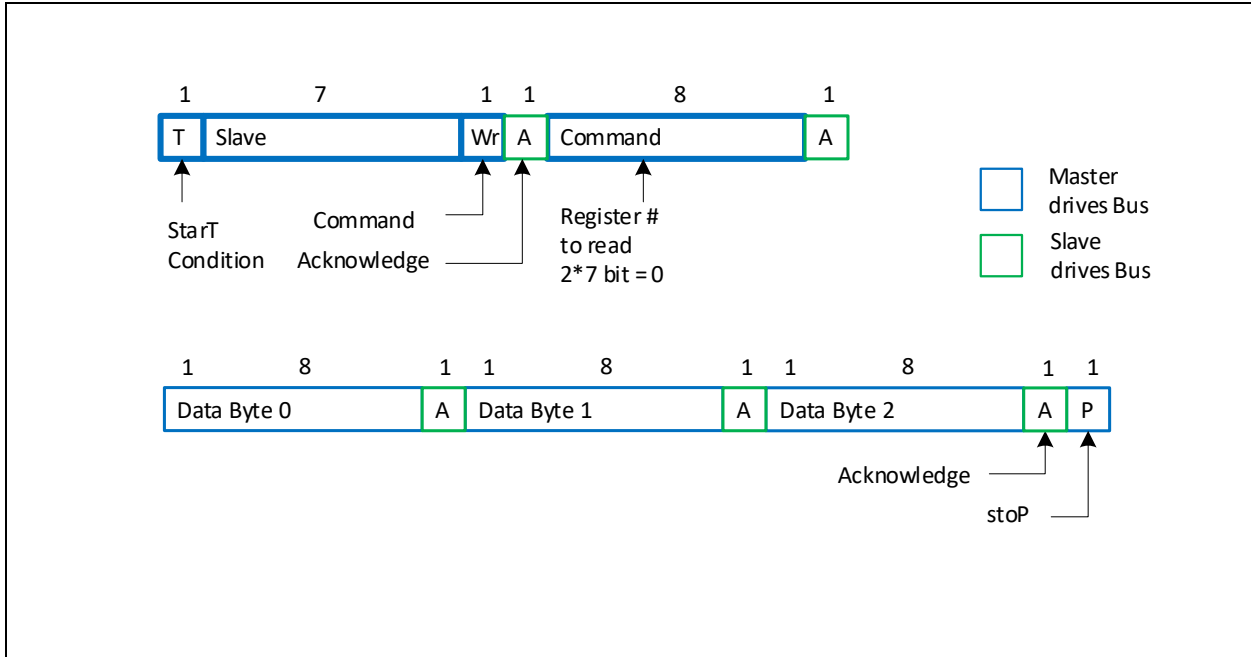 1 7 1 1 8 1
T Slave Wr A Command A
StarT
Condition
Command
Acknowledge
Register #
to read
2*7 bit = 0
Master
drives Bus
Slave
drives Bus
1 8 1 1 8 1 1 8 1 1
Data Byte 0 A Data Byte 1 A Data Byte 2 A P
Acknowledge
stoP